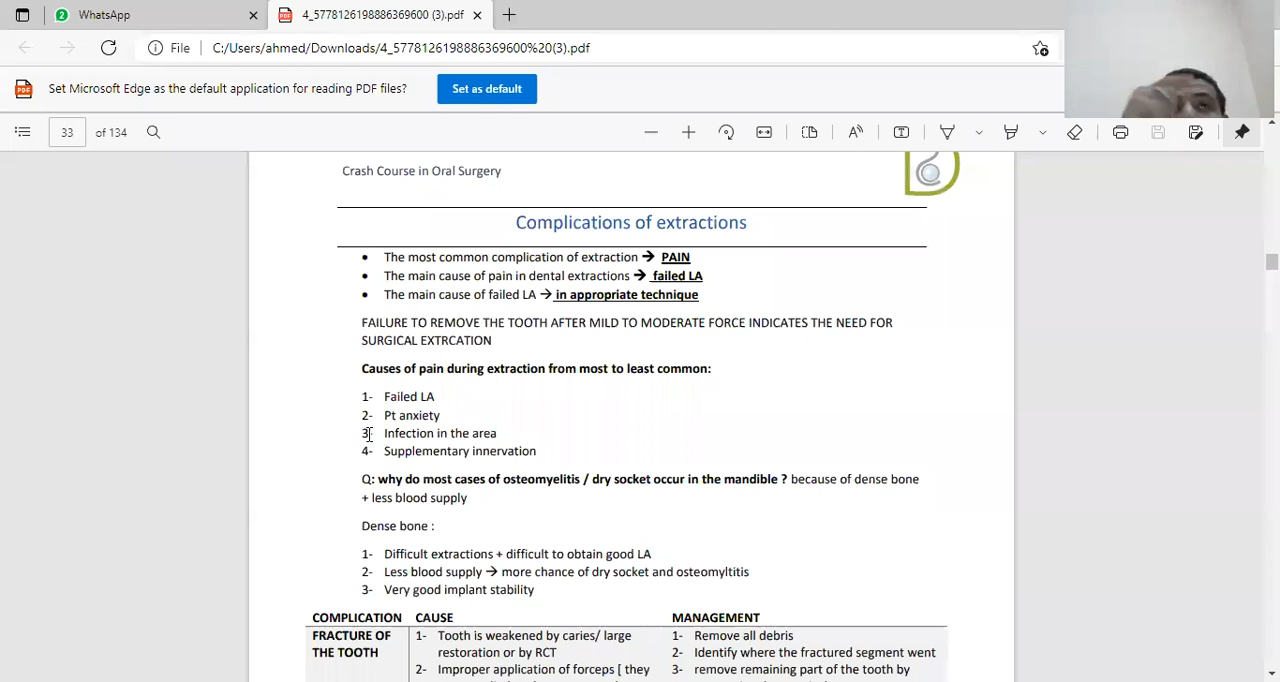 WhatsApp
4_5778126198886369600 (3).pdf
File
C:/Users/ahmed/Downloads/4_5778126198886369600%20(3).pdf
Set Microsoft Edge as the default application for reading PDF files?
Set as default
33 of 134
Crash Course in Oral Surgery
Complications of extractions
• The most common complication of extraction → PAIN
• The main cause of pain in dental extractions → failed LA
• The main cause of failed LA → in appropriate technique
FAILURE TO REMOVE THE TOOTH AFTER MILD TO MODERATE FORCE INDICATES THE NEED FOR
SURGICAL EXTRCATION
Causes of pain during extraction from most to least common:
1- Failed LA
2- Pt anxiety
3- Infection in the area
4- Supplementary innervation
Q: why do most cases of osteomyelitis / dry socket occur in the mandible ? because of dense bone
+ less blood supply
Dense bone :
1- Difficult extractions + difficult to obtain good LA
2- Less blood supply → more chance of dry socket and osteomyltitis
3- Very good implant stability
COMPLICATION CAUSE MANAGEMENT
FRACTURE OF 1- Tooth is weakened by caries/ large 1- Remove all debris
THE TOOTH restoration or by RCT 2- Identify where the fractured segment went
2- Improper application of forceps [ they 3- remove remaining part of the tooth by